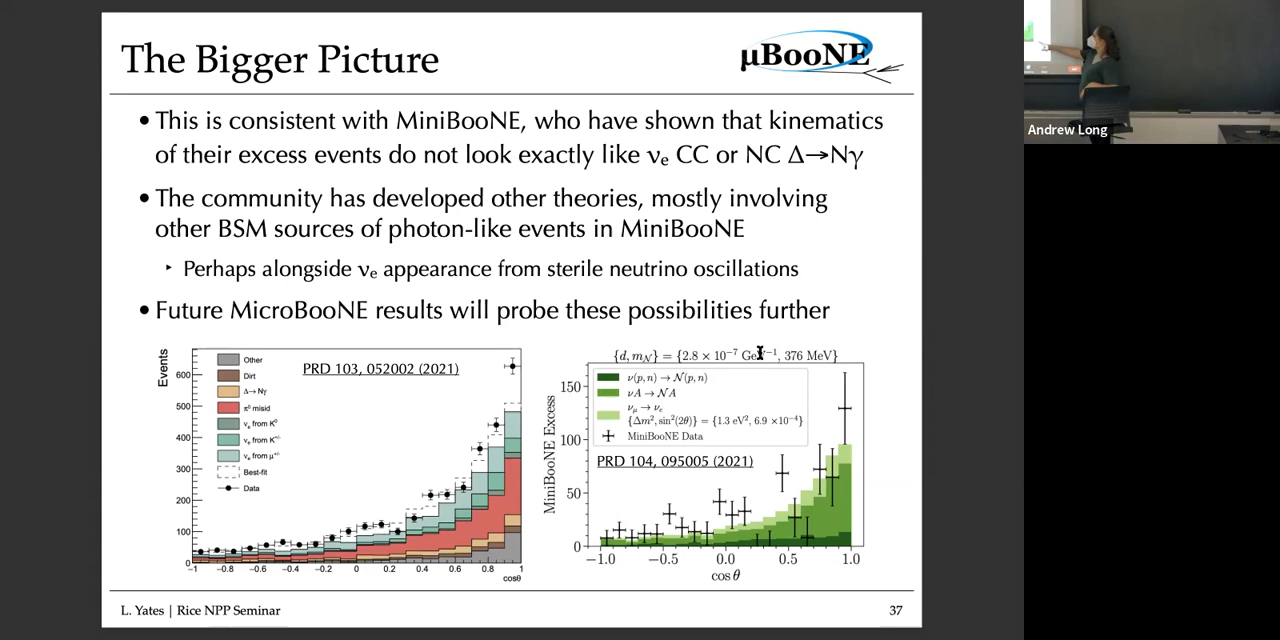 The Bigger Picture
μBooNE
• This is consistent with MiniBooNE, who have shown that kinematics
of their excess events do not look exactly like νe CC or NC Δ→Nγ
• The community has developed other theories, mostly involving
other BSM sources of photon-like events in MiniBooNE
‣ Perhaps alongside νe appearance from sterile neutrino oscillations
• Future MicroBooNE results will probe these possibilities further
Events
PRD 103, 052002 (2021)
Other
Dirt
Δ→Nγ
π⁰ misid
νe from K⁰
νe from K⁺/⁻
νe from μ⁺/⁻
Best-fit
Data
600
500
400
300
200
100
0
−1 −0.8 −0.6 −0.4 −0.2 0 0.2 0.4 0.6 0.8 1
cosθ
{d, m𝒩} = {2.8 × 10⁻⁷ GeV⁻¹, 376 MeV}
ν(p, n) → 𝒩(p, n)
νA → 𝒩A
νμ → νe
{Δm², sin²(2θ)} = {1.3 eV², 6.9 ×10⁻⁴}
MiniBooNE Data
PRD 104, 095005 (2021)
MiniBooNE Excess
150
100
50
0
−1.0 −0.5 0.0 0.5 1.0
cos θ
L. Yates | Rice NPP Seminar
37
Andrew Long